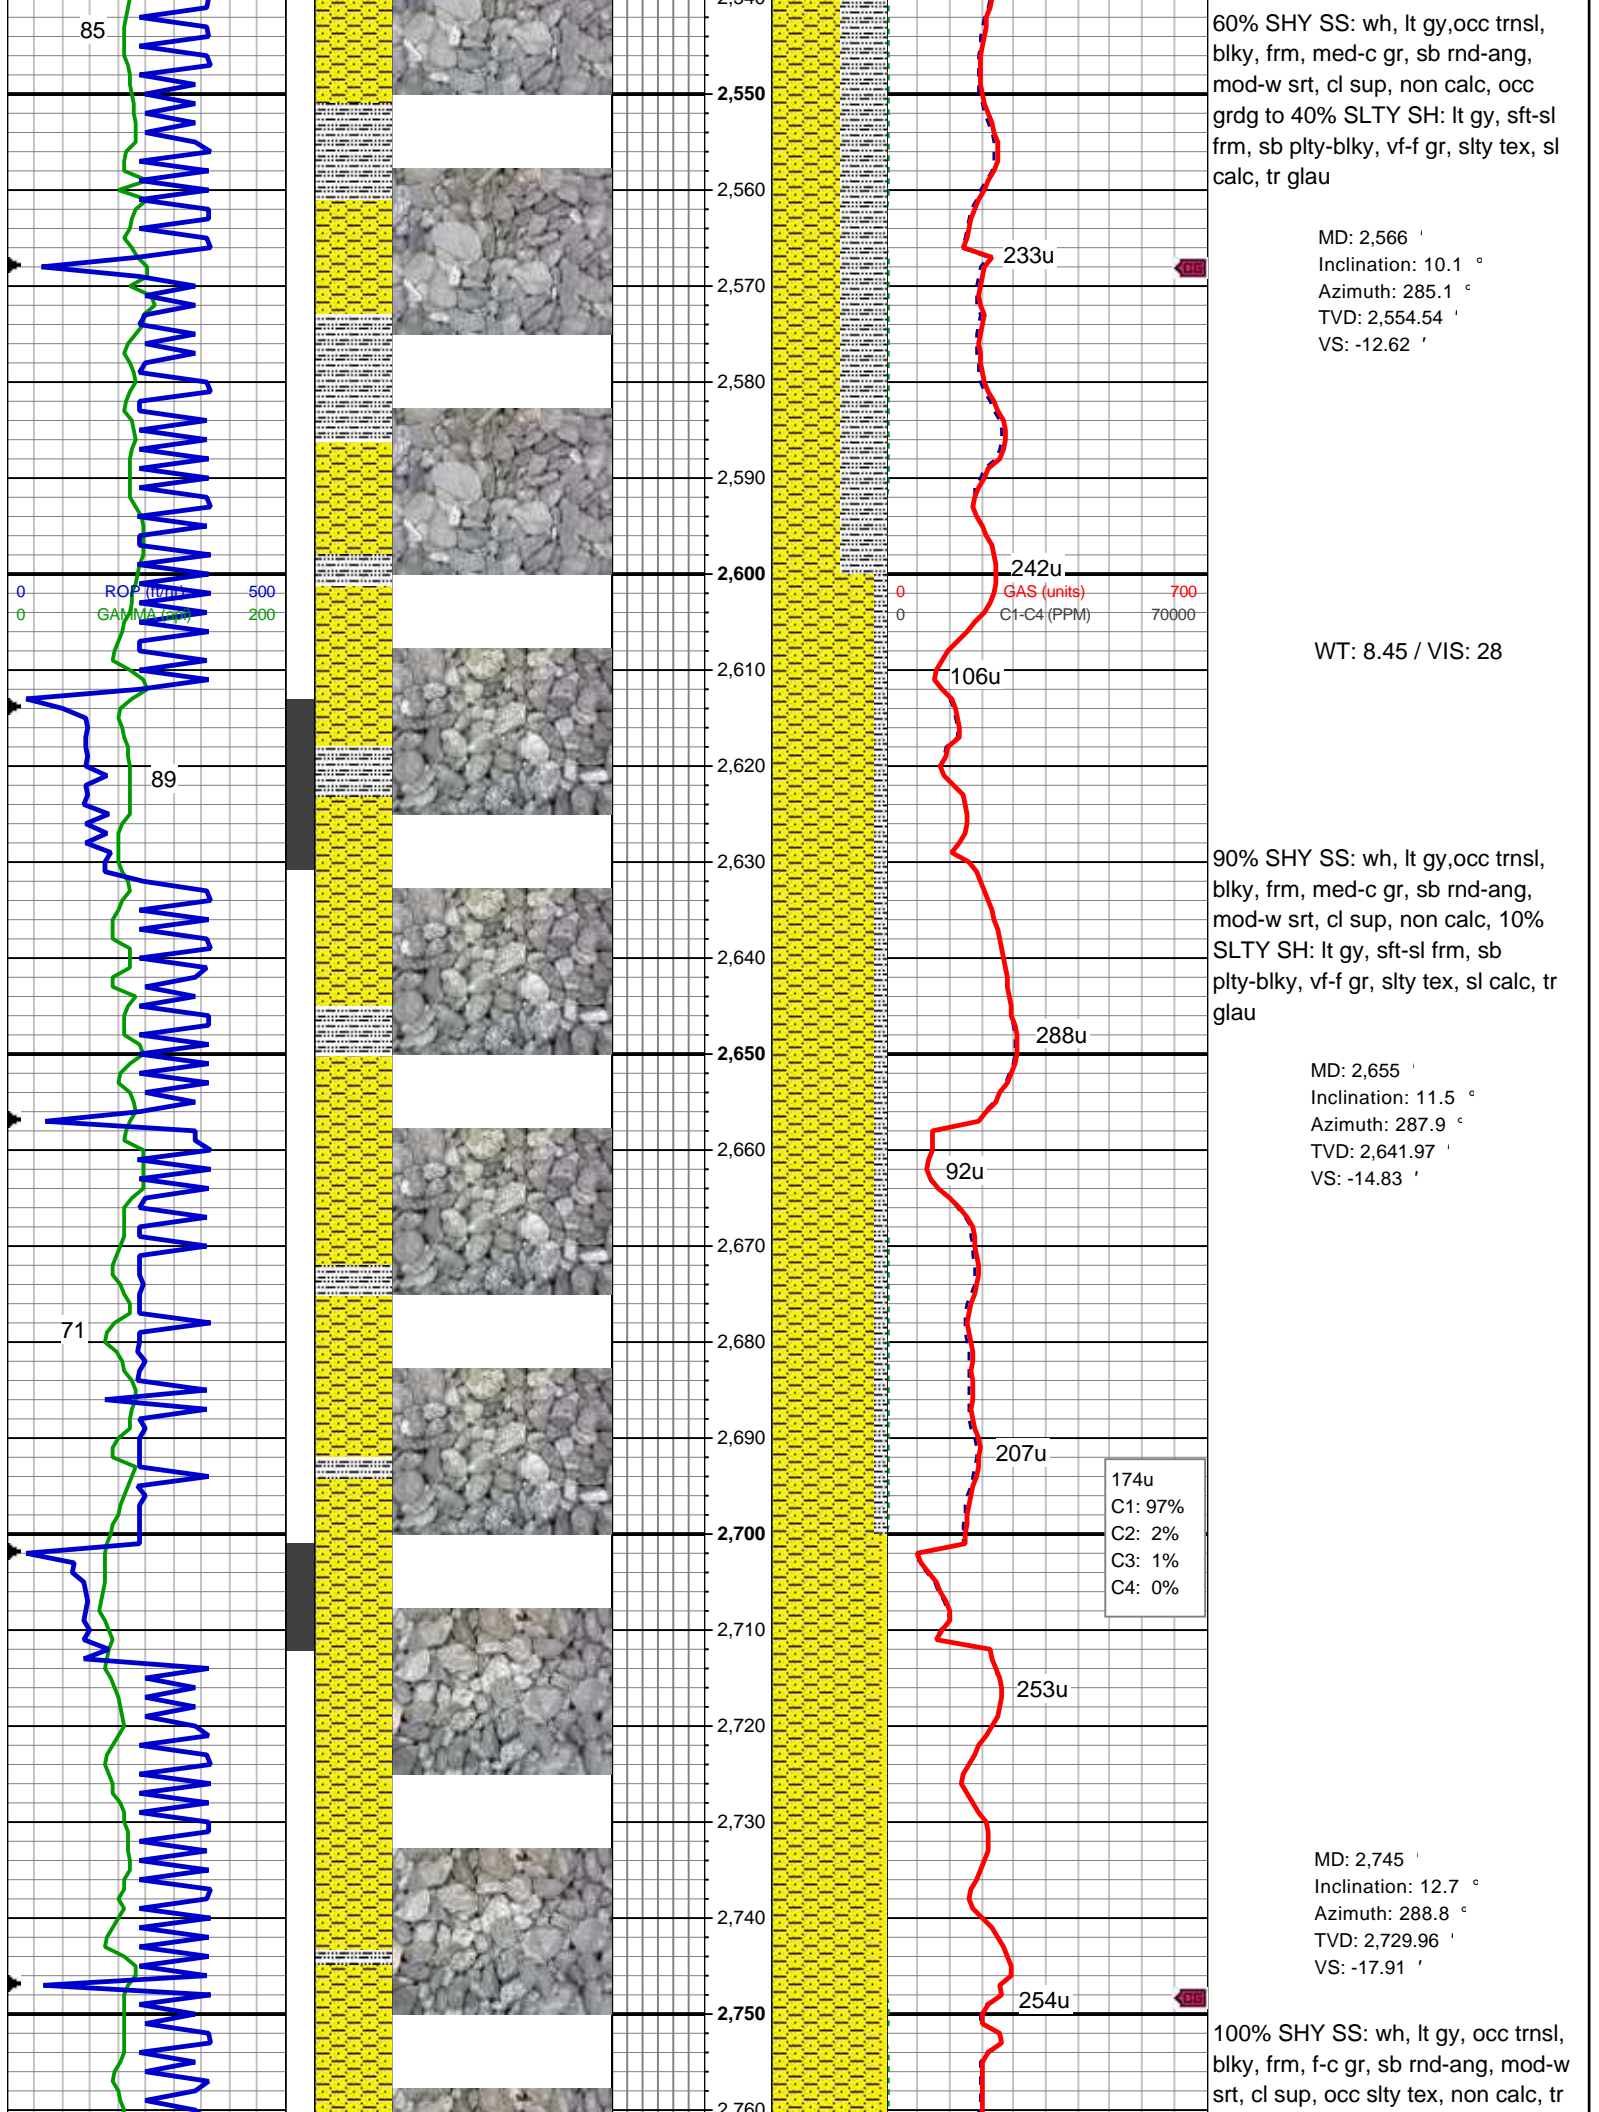 2,540
60% SHY SS: wh, lt gy,occ trnsl,
blky, frm, med-c gr, sb rnd-ang,
mod-w srt, cl sup, non calc, occ
grdg to 40% SLTY SH: lt gy, sft-sl
frm, sb plty-blky, vf-f gr, slty tex, sl
calc, tr glau
85
2,550
2,560
MD: 2,566 '
Inclination: 10.1 °
Azimuth: 285.1 °
TVD: 2,554.54 '
VS: -12.62 '
233u
CG
2,570
2,580
2,590
242u
2,600
0 ROP (ft/hr) 500
0 GAMMA (api) 200
0 GAS (units) 700
0 C1-C4 (PPM) 70000
WT: 8.45 / VIS: 28
2,610
106u
89
2,620
2,630
90% SHY SS: wh, lt gy,occ trnsl,
blky, frm, med-c gr, sb rnd-ang,
mod-w srt, cl sup, non calc, 10%
SLTY SH: lt gy, sft-sl frm, sb
plty-blky, vf-f gr, slty tex, sl calc, tr
glau
2,640
288u
2,650
MD: 2,655 '
Inclination: 11.5 °
Azimuth: 287.9 °
TVD: 2,641.97 '
VS: -14.83 '
2,660
92u
2,670
71
2,680
2,690
207u
174u
C1: 97%
C2: 2%
C3: 1%
C4: 0%
2,700
2,710
253u
2,720
2,730
MD: 2,745 '
Inclination: 12.7 °
Azimuth: 288.8 °
TVD: 2,729.96 '
VS: -17.91 '
2,740
254u
CG
2,750
100% SHY SS: wh, lt gy, occ trnsl,
blky, frm, f-c gr, sb rnd-ang, mod-w
srt, cl sup, occ slty tex, non calc, tr
2,760